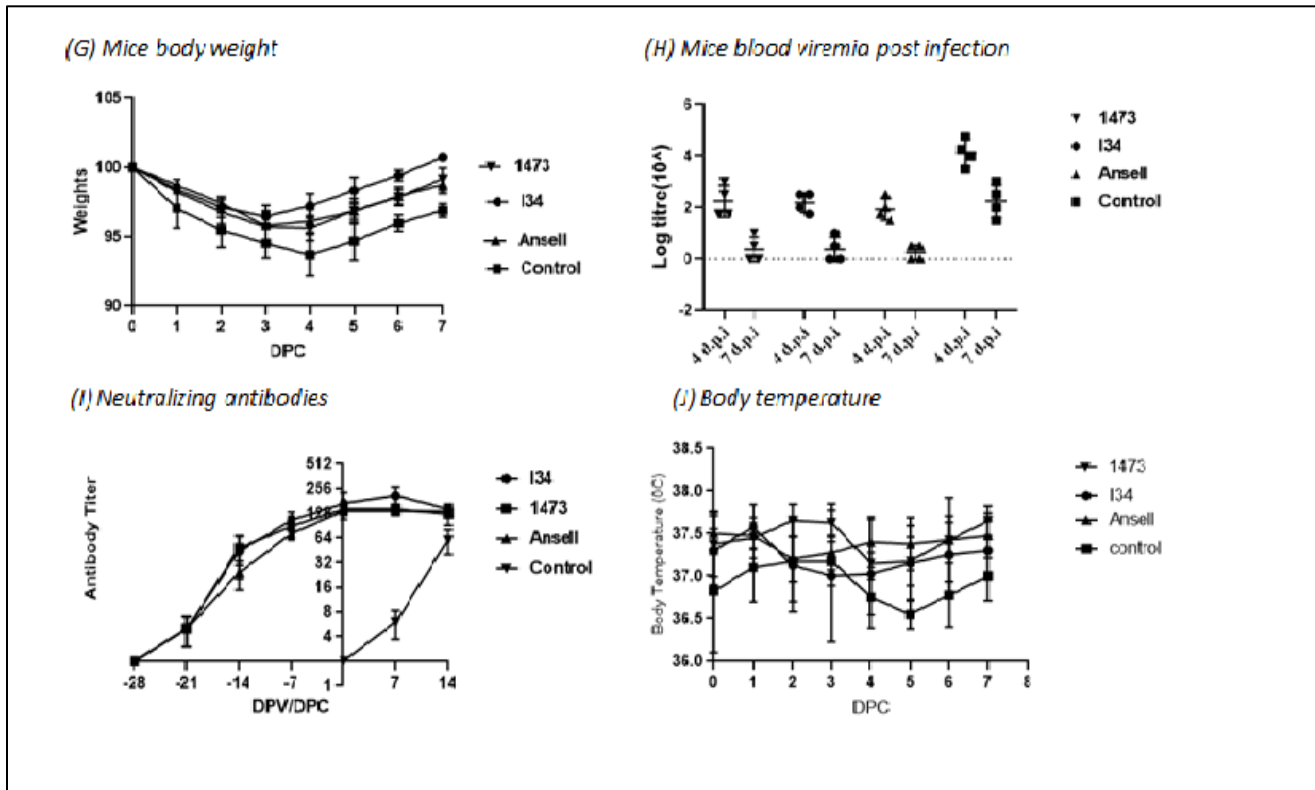 (G) Mice body weight
105
100
95
90
Weights
0 1 2 3 4 5 6 7
DPC
1473
I34
Ansell
Control
(H) Mice blood viremia post infection
6
4
2
0
-2
Log titre(10^)
4 d.p.i 7 d.p.i 4 d.p.i 7 d.p.i 4 d.p.i 7 d.p.i 4 d.p.i 7 d.p.i
1473
I34
Ansell
Control
(I) Neutralizing antibodies
512
256
128
64
32
16
8
4
1
Antibody Titer
-28 -21 -14 -7 7 14
DPV/DPC
I34
1473
Ansell
Control
(J) Body temperature
38.5
38.0
37.5
37.0
36.5
36.0
Body Temperature (0C)
0 1 2 3 4 5 6 7 8
DPC
1473
I34
Ansell
control